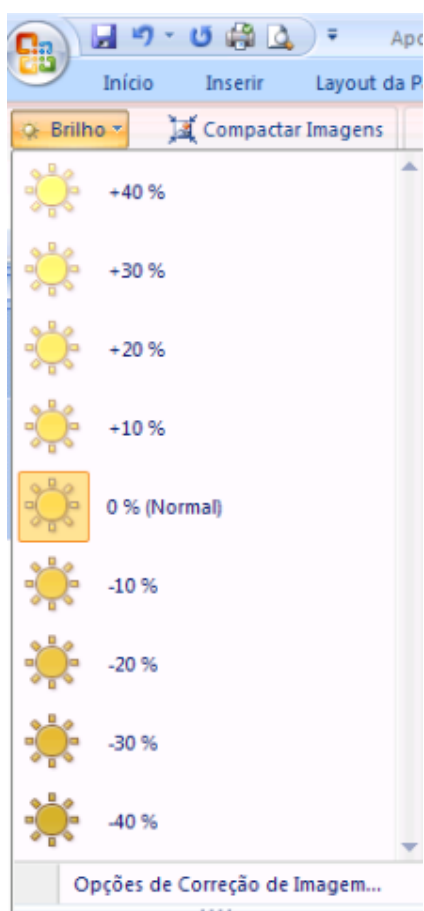 Apo
Início Inserir Layout da P
Brilho Compactar Imagens
+40 %
+30 %
+20 %
+10 %
0 % (Normal)
-10 %
-20 %
-30 %
-40 %
Opções de Correção de Imagem...